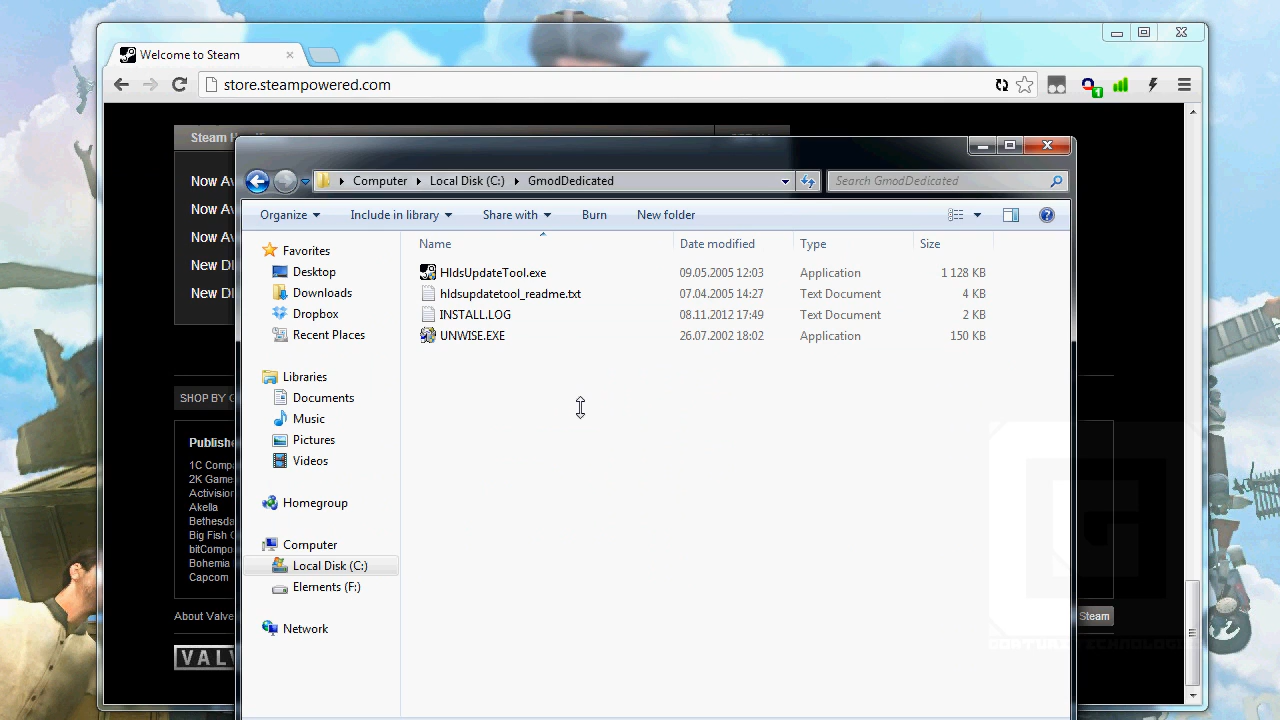 Welcome to Steam
store.steampowered.com
1
Steam
Now Av
Now Av
Now Av
New Dl
New Dl
SHOP BY G
Publishe
1C Compa
2K Game
Activision
Akella
Bethesda
Big Fish G
bitCompo
Bohemia
Capcom
About Valve
Steam
VALV
Computer Local Disk (C:) GmodDedicated
Search GmodDedicated
Organize Include in library Share with Burn New folder
Name Date modified Type Size
HldsUpdateTool.exe 09.05.2005 12:03 Application 1 128 KB
hldsupdatetool_readme.txt 07.04.2005 14:27 Text Document 4 KB
INSTALL.LOG 08.11.2012 17:49 Text Document 2 KB
UNWISE.EXE 26.07.2002 18:02 Application 150 KB
Favorites
Desktop
Downloads
Dropbox
Recent Places
Libraries
Documents
Music
Pictures
Videos
Homegroup
Computer
Local Disk (C:)
Elements (F:)
Network